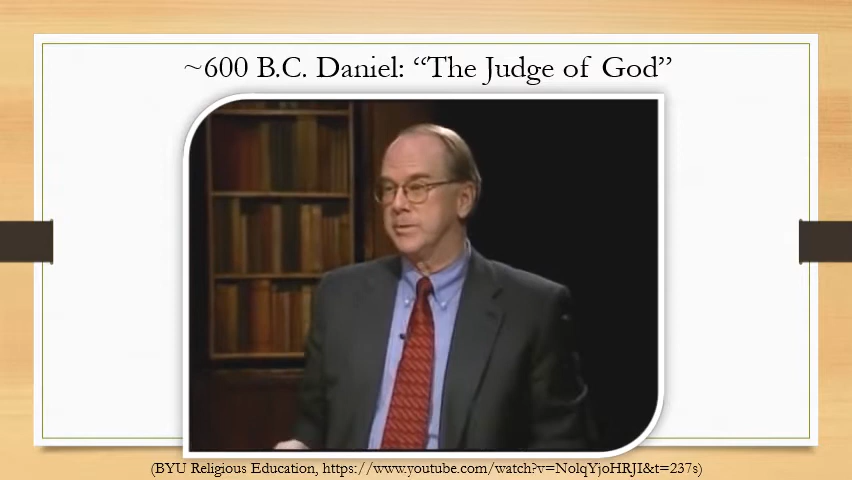 ~600 B.C. Daniel: “The Judge of God”
(BYU Religious Education, https://www.youtube.com/watch?v=NolqYjoHRJI&t=237s)